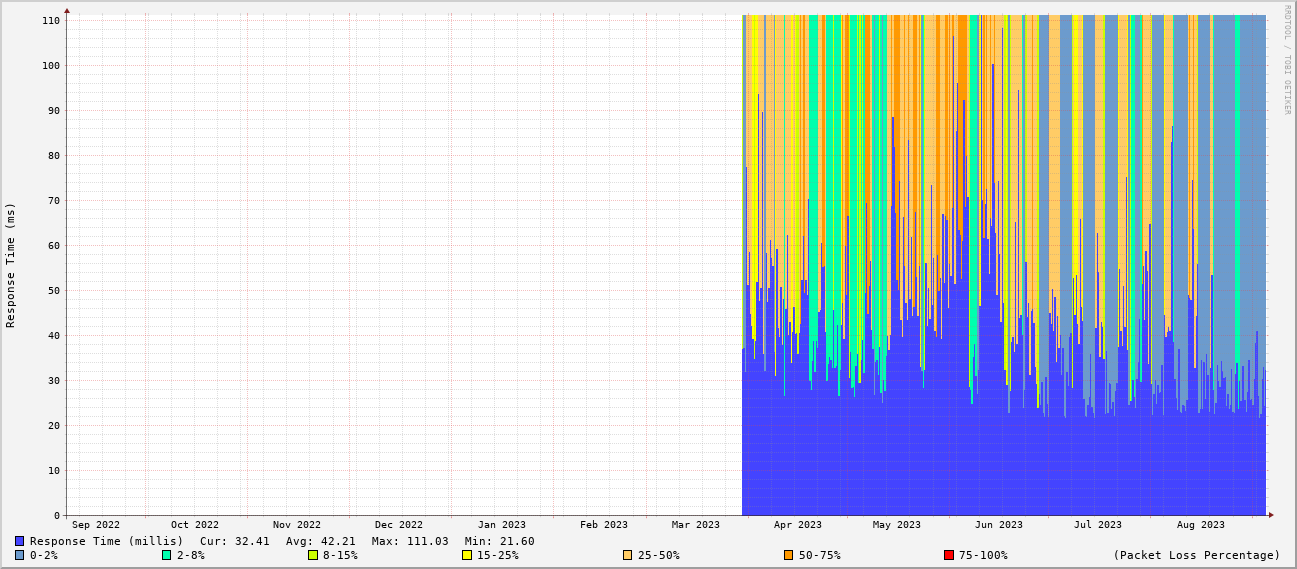 RRDTOOL / TOBI OETIKER
Response Time (ms)
110
100
90
80
70
60
50
40
30
20
10
0
Sep 2022 Oct 2022 Nov 2022 Dec 2022 Jan 2023 Feb 2023 Mar 2023 Apr 2023 May 2023 Jun 2023 Jul 2023 Aug 2023
Response Time (millis) Cur: 32.41 Avg: 42.21 Max: 111.03 Min: 21.60
0-2% 2-8% 8-15% 15-25% 25-50% 50-75% 75-100% (Packet Loss Percentage)